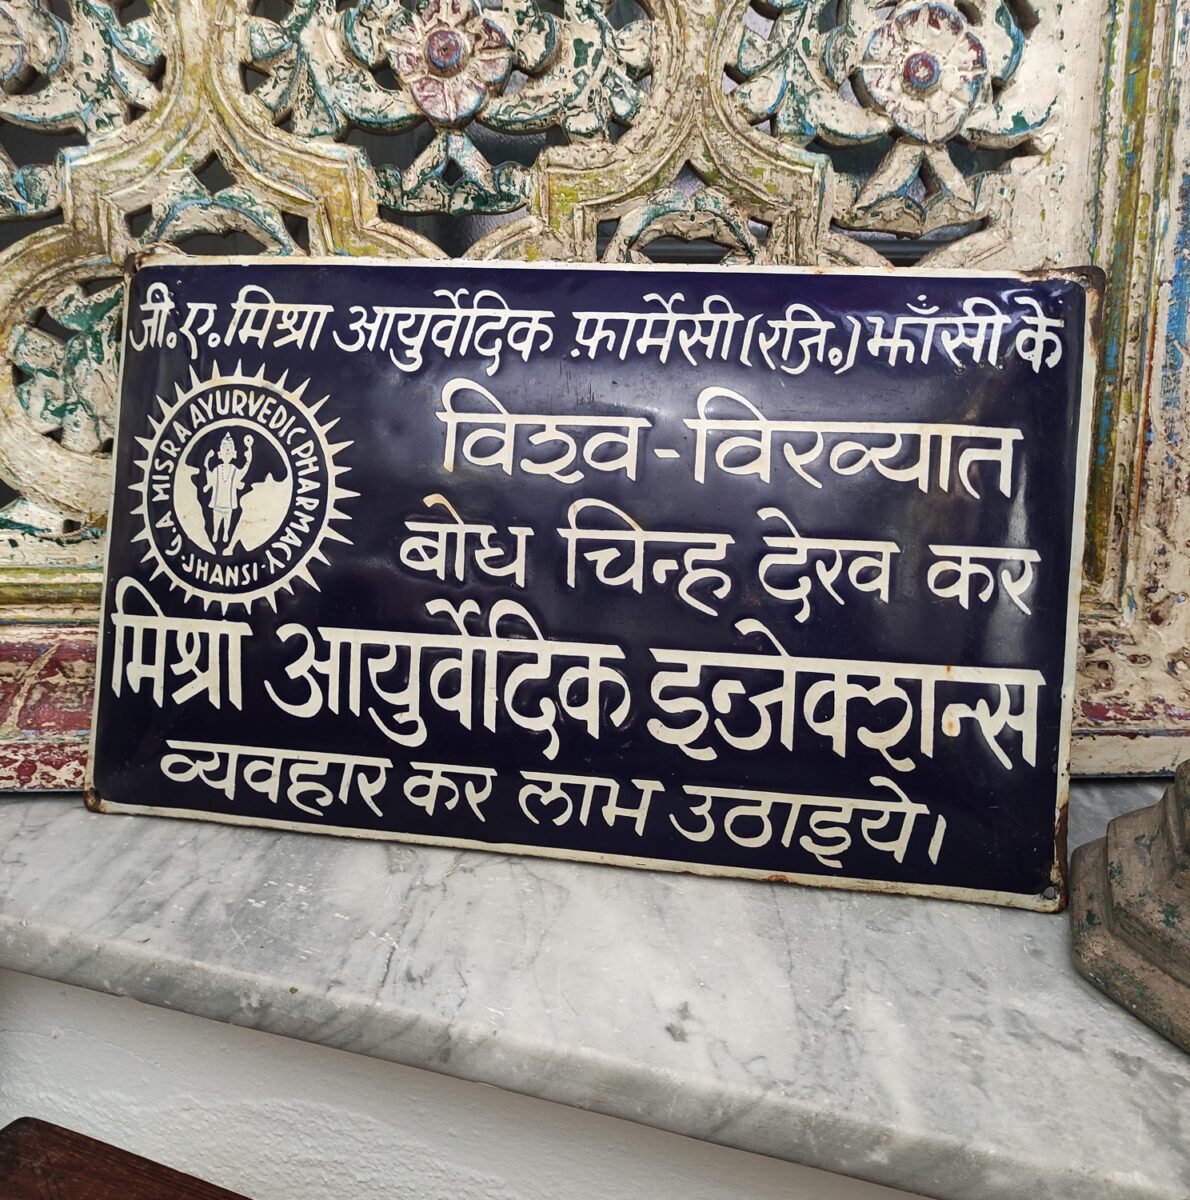 जी. ए. मिश्रा आयुर्वेदिक फ़ार्मेसी (रजि.) झाँसी के
विश्व-विख्यात
बोध चिन्ह देख कर
मिश्रा आयुर्वेदिक इन्जेक्शन्स
व्यवहार कर लाभ उठाइये।
G.A MISRA AYURVEDIC PHARMACY
JHANSI